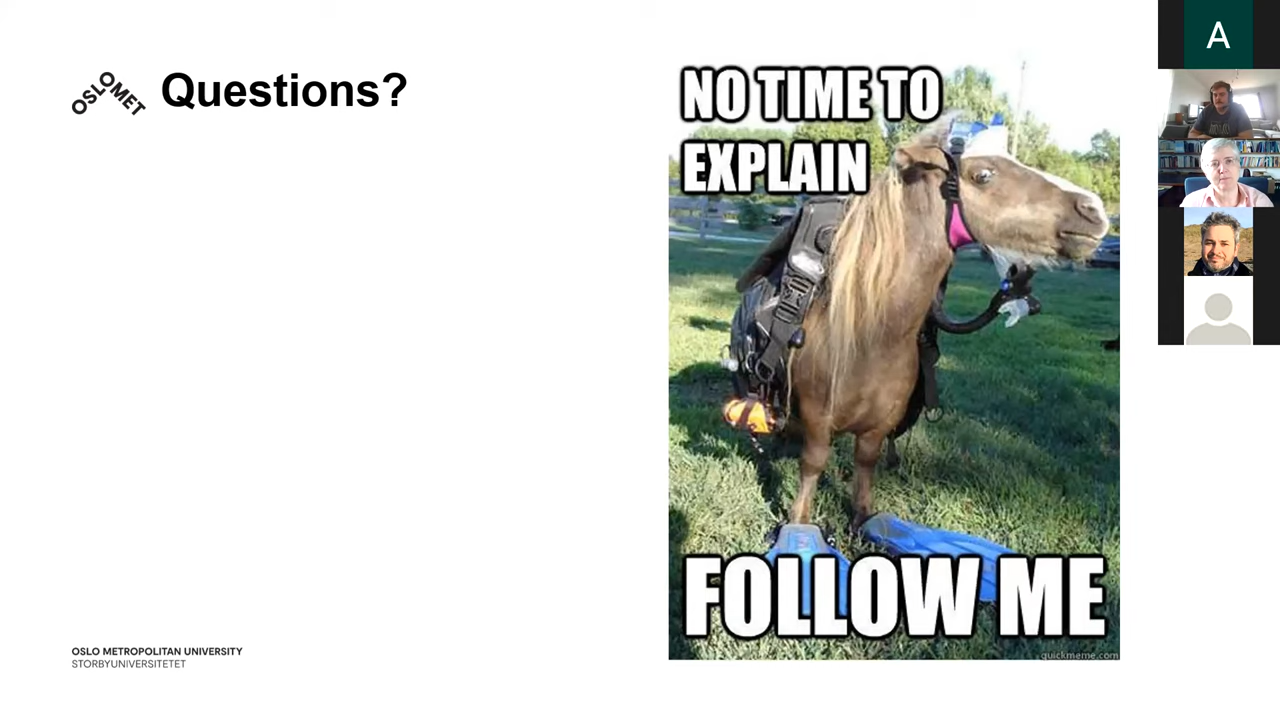 OSLOMET
Questions?
NO TIME TO
EXPLAIN
FOLLOW ME
quickmeme.com
OSLO METROPOLITAN UNIVERSITY
STORBYUNIVERSITETET
A